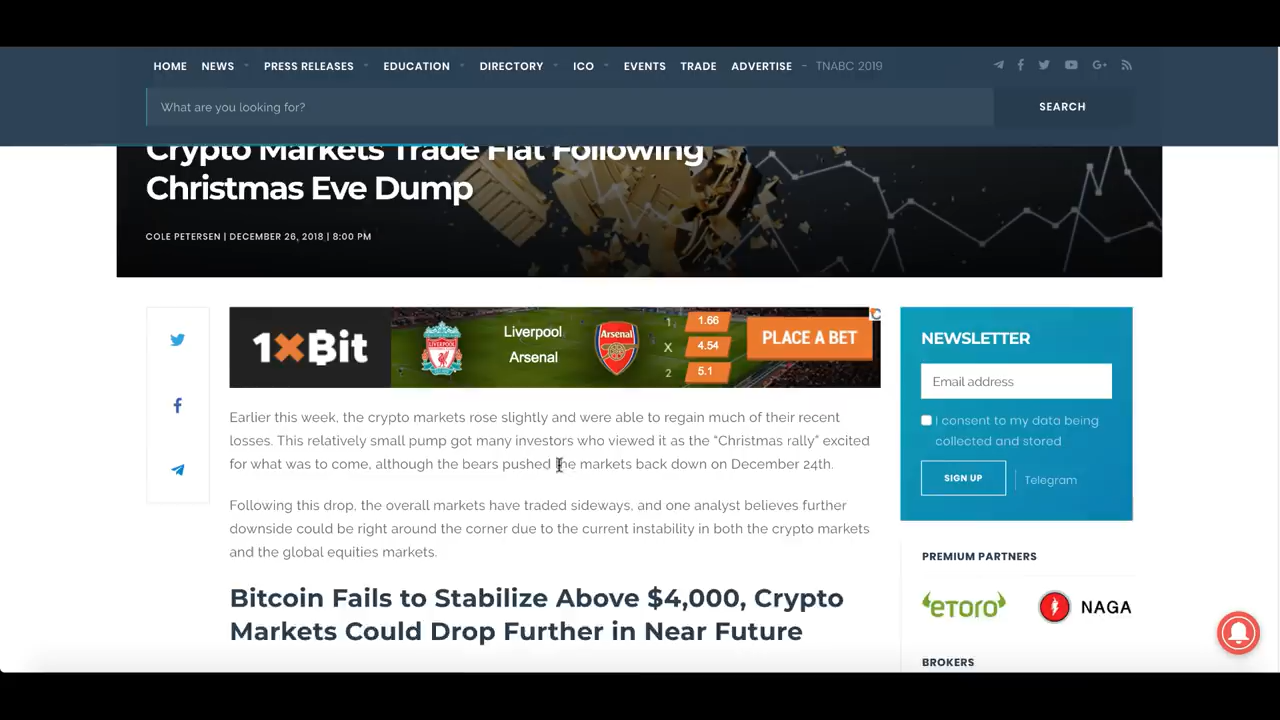 HOME NEWS PRESS RELEASES EDUCATION DIRECTORY ICO EVENTS TRADE ADVERTISE TNABC 2019
What are you looking for?
SEARCH
Crypto Markets Trade Flat Following
Christmas Eve Dump
COLE PETERSEN | DECEMBER 26, 2018 | 8:00 PM
1xBit
Liverpool
Arsenal
Arsenal
1 1.66
X 4.54
2 5.1
PLACE A BET
Earlier this week, the crypto markets rose slightly and were able to regain much of their recent
losses. This relatively small pump got many investors who viewed it as the “Christmas rally” excited
for what was to come, although the bears pushed the markets back down on December 24th.
Following this drop, the overall markets have traded sideways, and one analyst believes further
downside could be right around the corner due to the current instability in both the crypto markets
and the global equities markets.
Bitcoin Fails to Stabilize Above $4,000, Crypto
Markets Could Drop Further in Near Future
NEWSLETTER
Email address
I consent to my data being
collected and stored
SIGN UP
Telegram
PREMIUM PARTNERS
eToro
NAGA
BROKERS